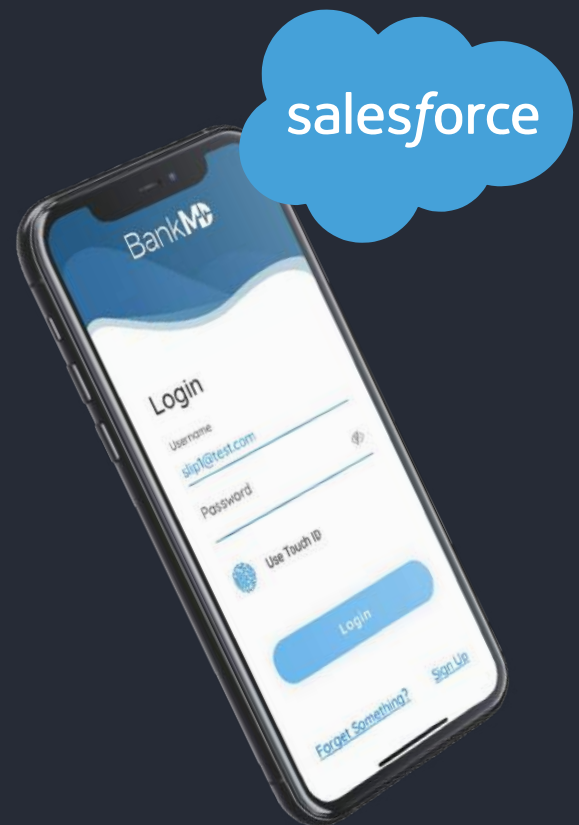 salesforce
BankMD
Login
Username
slip1@test.com
Password
Use Touch ID
Login
Forget Something?
Sign Up